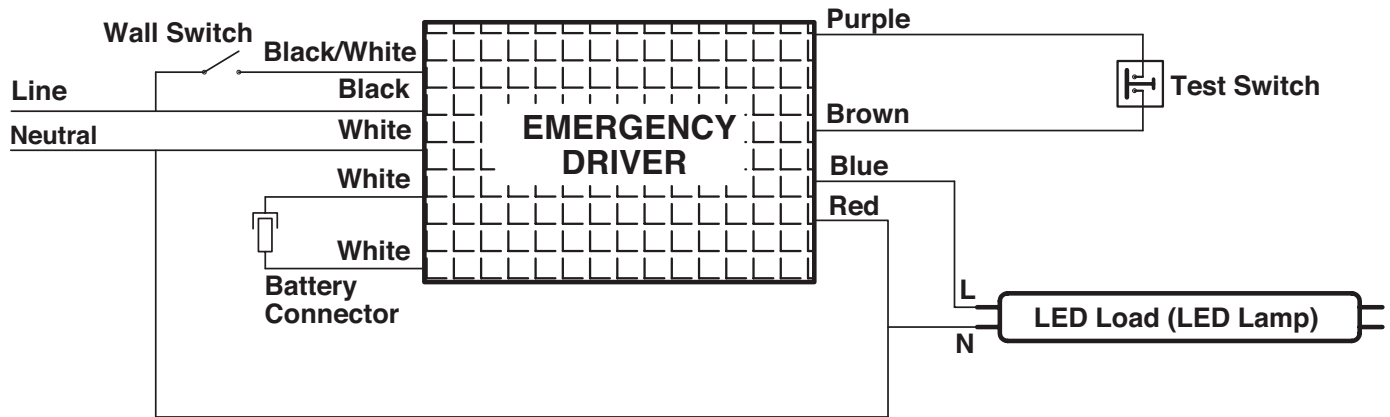 Wall Switch
Black/White
Line
Black
Neutral
White
White
White
Battery
Connector
EMERGENCY
DRIVER
Purple
Test Switch
Brown
Blue
Red
L
N
LED Load (LED Lamp)